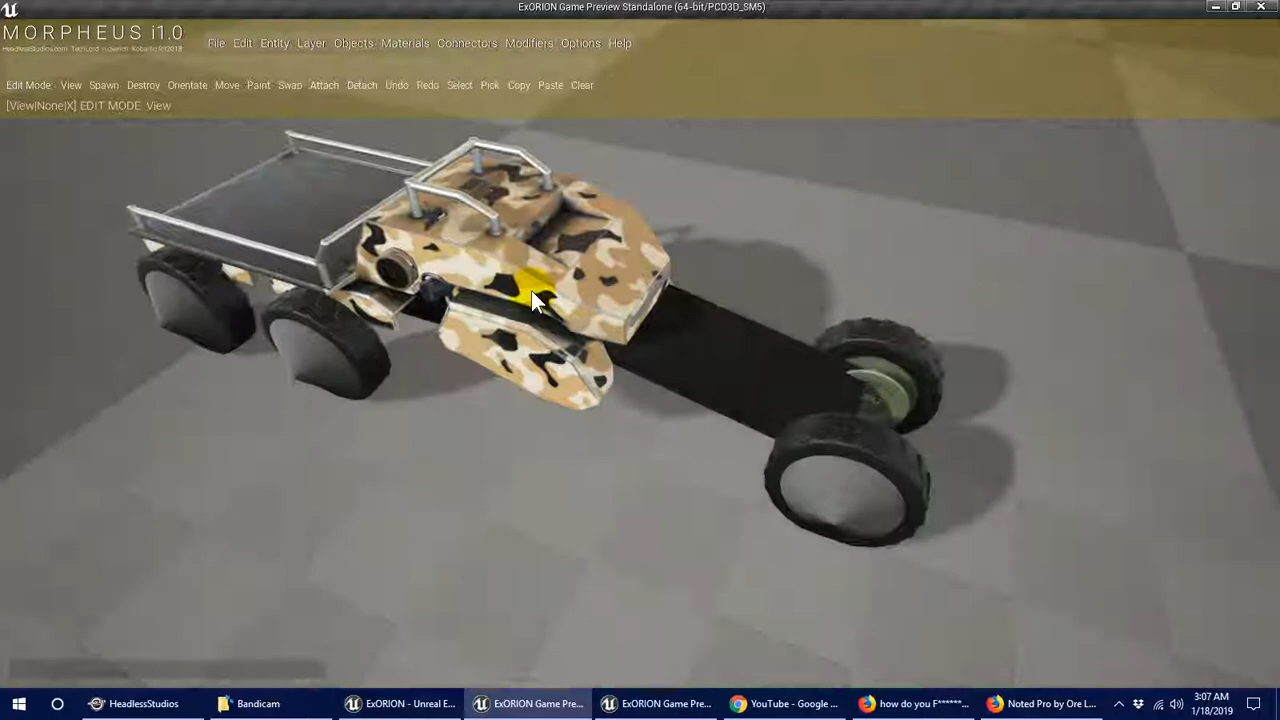 ExORION Game Preview Standalone (64-bit/PCD3D_SM5)
MORPHEUS i1.0
File Edit Entity Layer Objects Materials Connectors Modifiers Options Help
Edit Mode: View Spawn Destroy Orientate Move Paint Swap Attach Detach Undo Redo Select Pick Copy Paste Clear
[View|None|X] EDIT MODE View
HeadlessStudios Bandicam ExORION - Unreal E... ExORION Game Pre... ExORION Game Pre... YouTube - Google ... how do you F****** ... Noted Pro by Ore L...
3:07 AM
1/18/2019